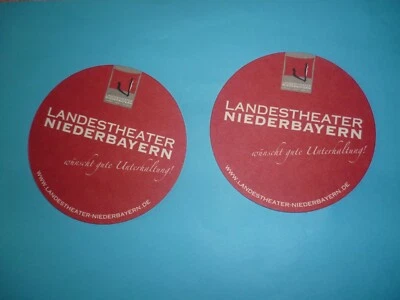 LANDESTHEATER
NIEDERBAYERN
wünscht gute Unterhaltung!
WWW.LANDESTHEATER-NIEDERBAYERN.DE
LANDESTHEATER
NIEDERBAYERN
wünscht gute Unterhaltung!
WWW.LANDESTHEATER-NIEDERBAYERN.DE